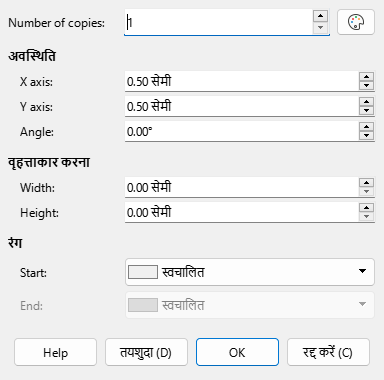 Number of copies: 1
अवस्थिति
X axis: 0.50 सेमी
Y axis: 0.50 सेमी
Angle: 0.00°
वृहत्ताकार करना
Width: 0.00 सेमी
Height: 0.00 सेमी
रंग
Start: स्वचालित
End: स्वचालित
Help तयशुदा (D) OK रद्द करें (C)